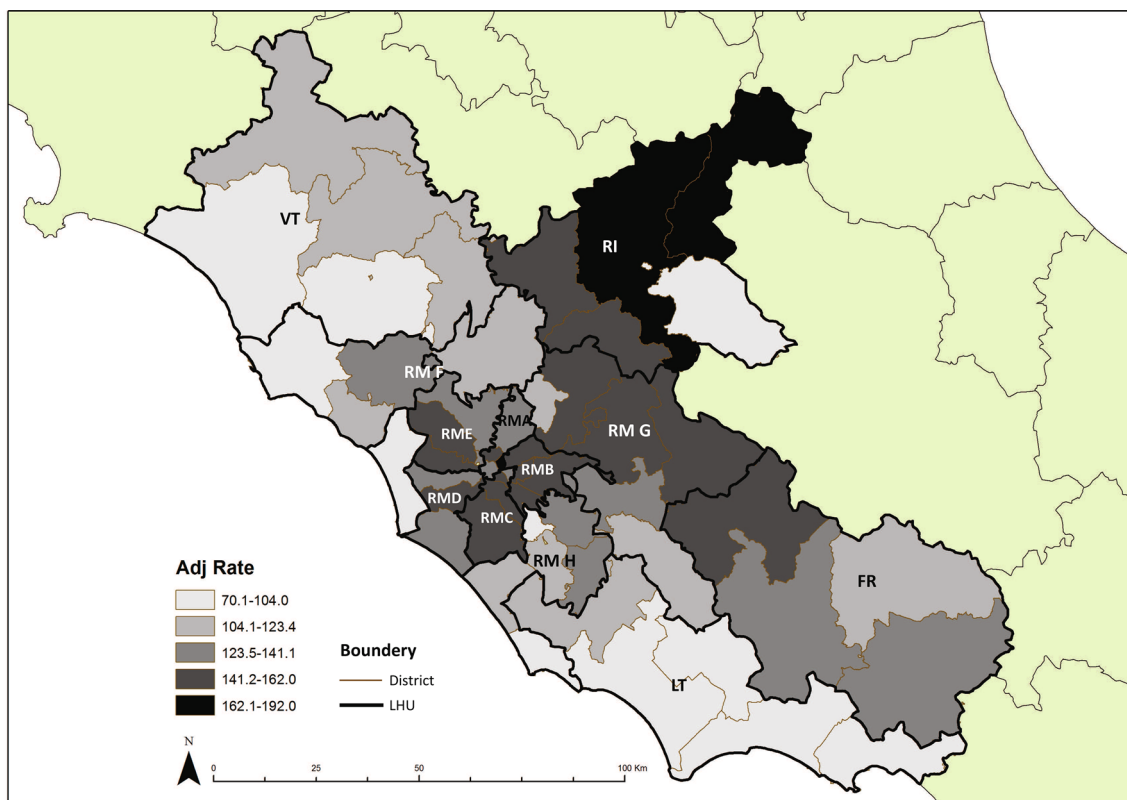 VT
RI
RM F
RMA
RME
RM G
RMB
RMD
RMC
RM H
FR
LT
Adj Rate
70.1-104.0
104.1-123.4
123.5-141.1
141.2-162.0
162.1-192.0
Boundery
District
LHU
N
0 25 50 75 100 Km